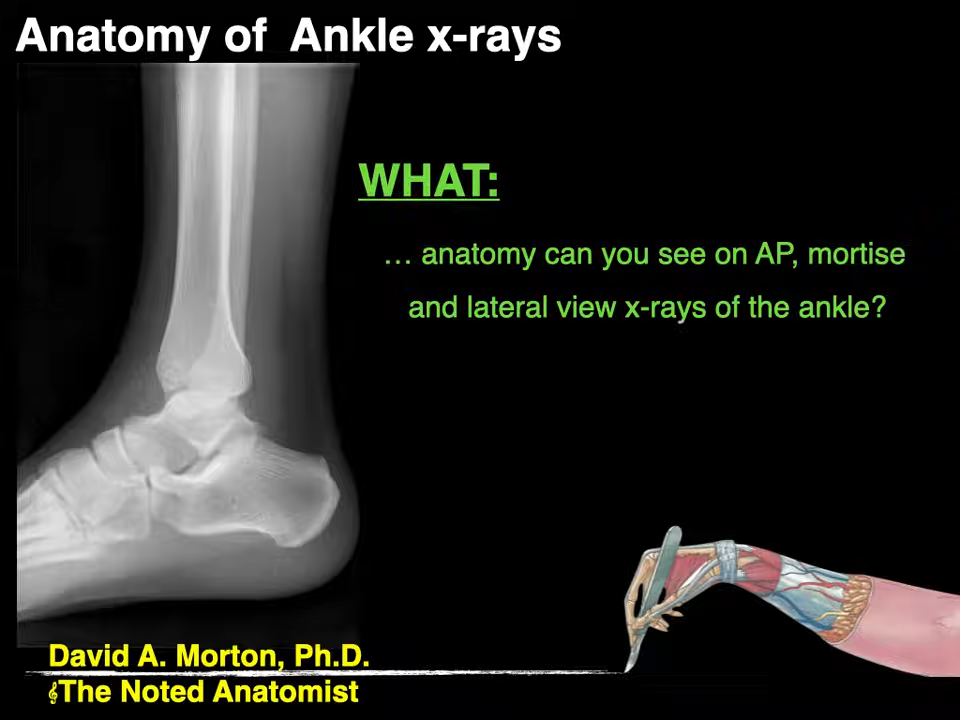 Anatomy of Ankle x-rays
WHAT:
… anatomy can you see on AP, mortise
and lateral view x-rays of the ankle?
David A. Morton, Ph.D.
𝄞The Noted Anatomist